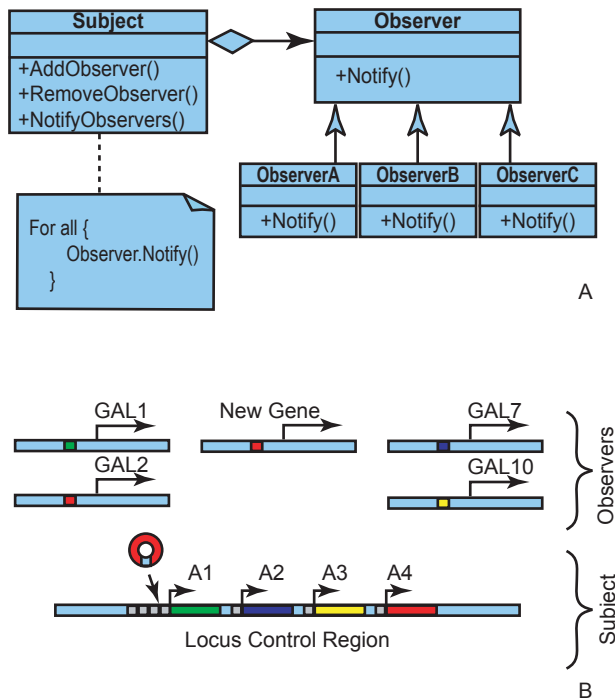 Subject
+AddObserver()
+RemoveObserver()
+NotifyObservers()
Observer
+Notify()
ObserverA
+Notify()
ObserverB
+Notify()
ObserverC
+Notify()
For all {
Observer.Notify()
}
A
GAL1
New Gene
GAL7
GAL2
GAL10
Observers
A1
A2
A3
A4
Locus Control Region
Subject
B